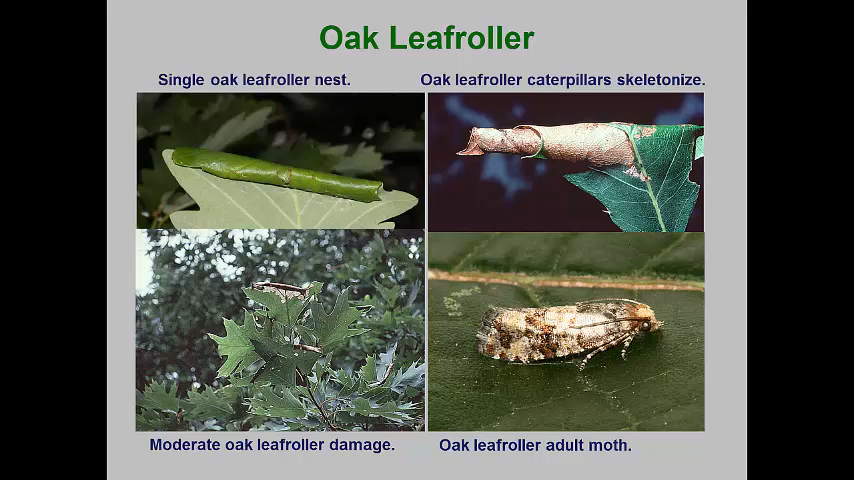 Oak Leafroller
Single oak leafroller nest.
Oak leafroller caterpillars skeletonize.
Moderate oak leafroller damage.
Oak leafroller adult moth.